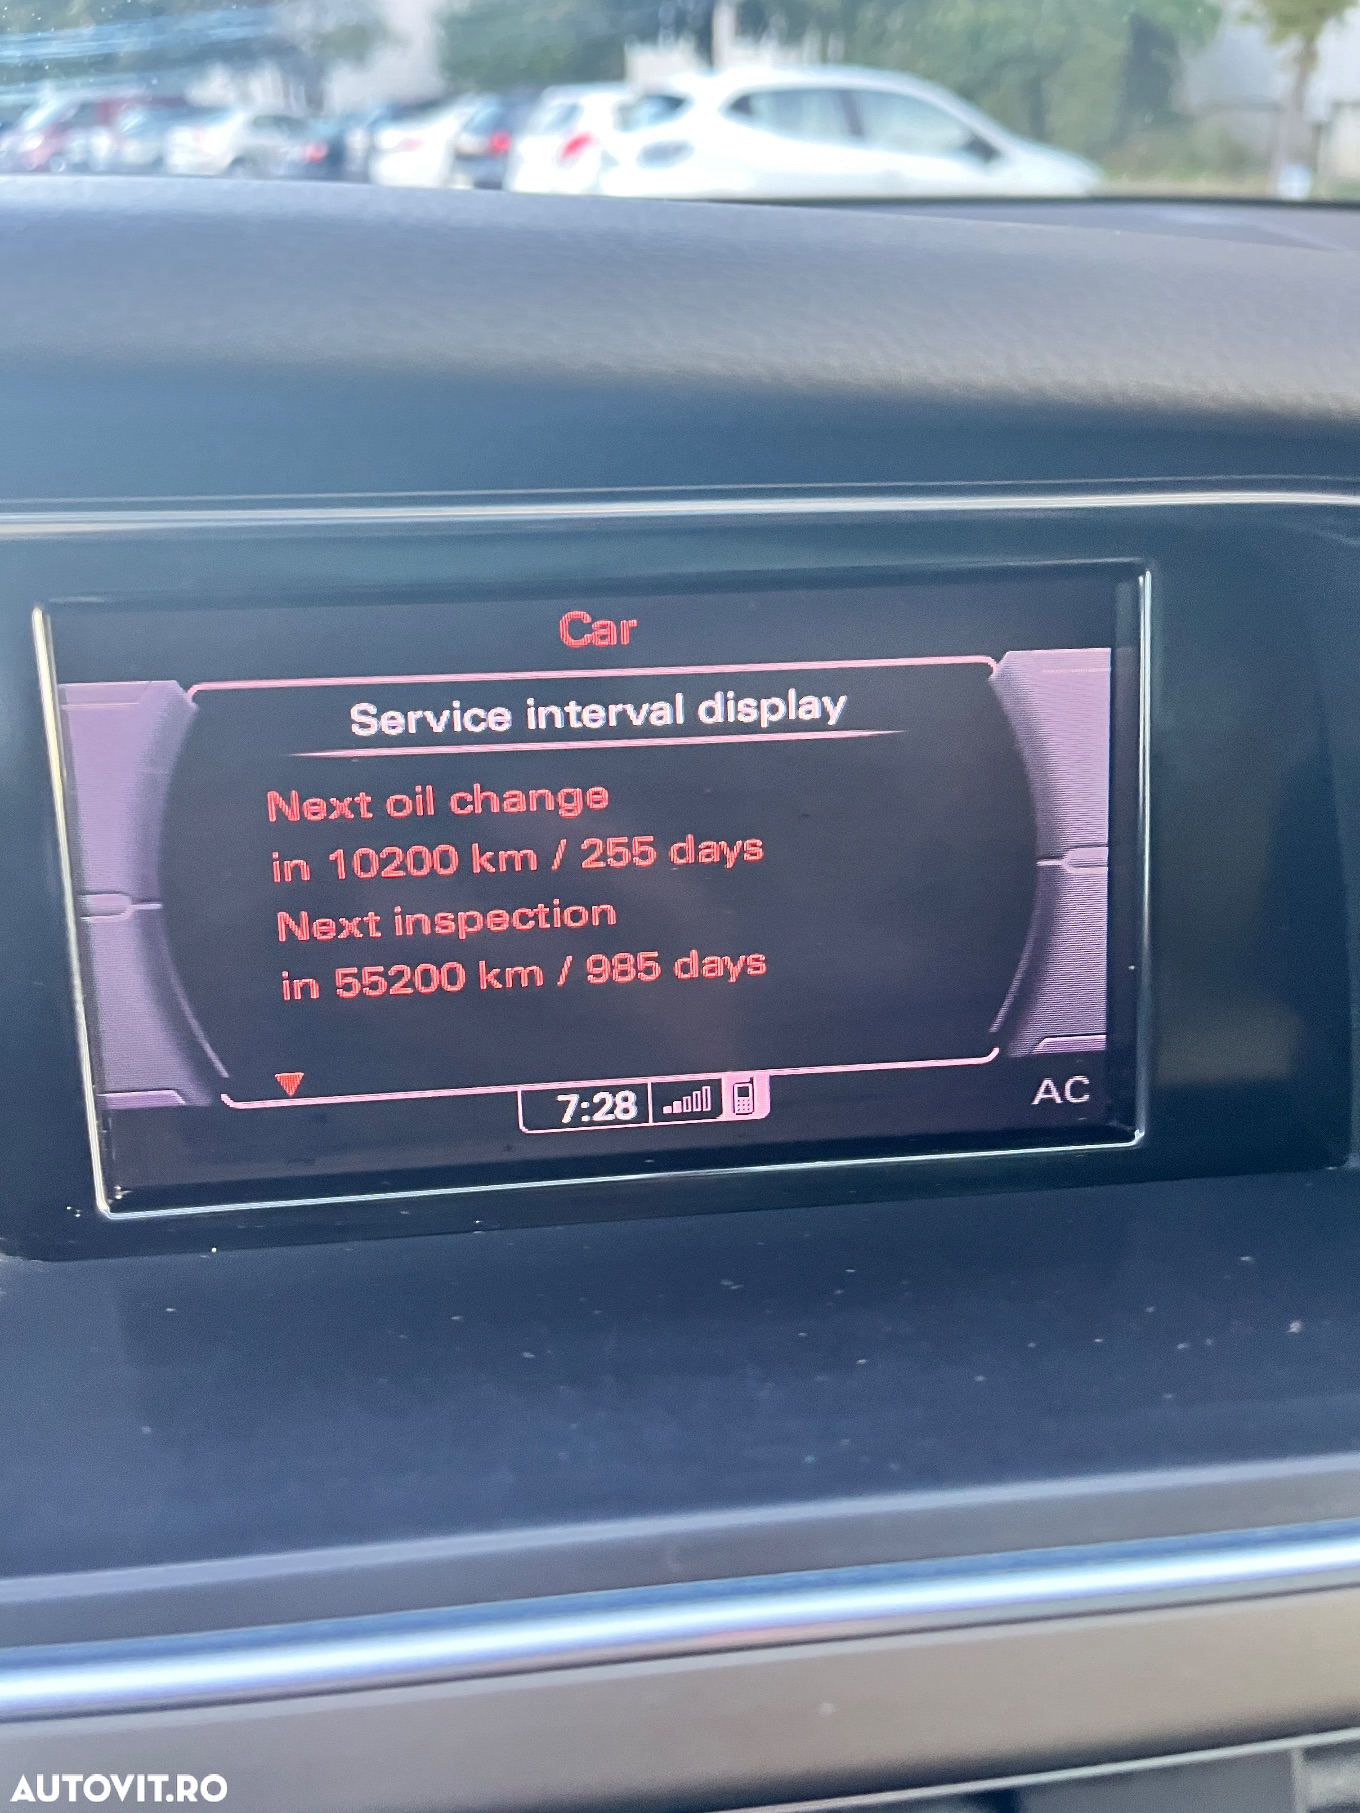 Car
Service interval display
Next oil change
in 10200 km / 255 days
Next inspection
in 55200 km / 985 days
7:28
AC
AUTOVIT.RO